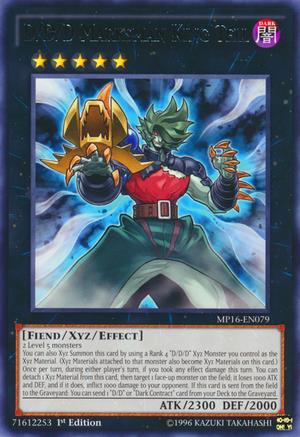 D/D/D Marksman King Tell
DARK
闇
MP16-EN079
[Fiend/Xyz/Effect]
2 Level 5 monsters
You can also Xyz Summon this card by using a Rank 4 "D/D/D" Xyz Monster you control as the
Xyz Material. (Xyz Materials attached to that monster also become Xyz Materials on this card.)
Once per turn, during either player's turn, if you took any effect damage this turn: You can
detach 1 Xyz Material from this card, then target 1 face-up monster on the field; it loses 1000 ATK
and DEF, and if it does, inflict 1000 damage to your opponent. If this card is sent from the field
to the Graveyard: You can send 1 "D/D" or "Dark Contract" card from your Deck to the Graveyard.
ATK/2300 DEF/2000
71612253 1st Edition ©1996 KAZUKI TAKAHASHI